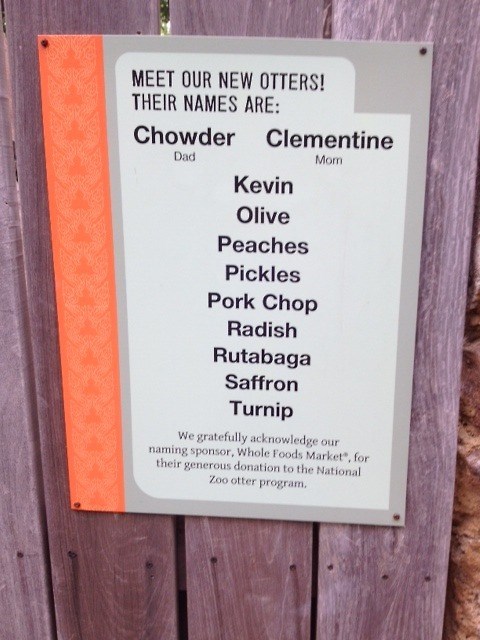 MEET OUR NEW OTTERS!
THEIR NAMES ARE:
Chowder Clementine
Dad Mom
Kevin
Olive
Peaches
Pickles
Pork Chop
Radish
Rutabaga
Saffron
Turnip
We gratefully acknowledge our
naming sponsor, Whole Foods Market®, for
their generous donation to the National
Zoo otter program.